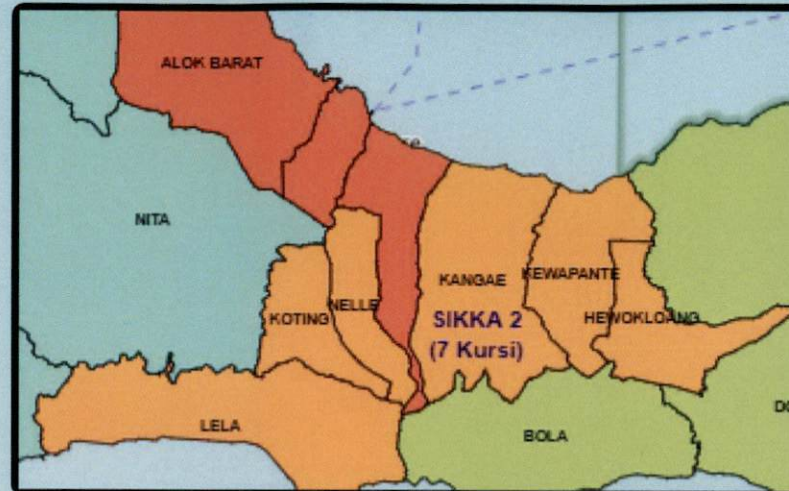 ALOK BARAT
NITA
KANGAE
KEWAPANTE
NELLE
KOTING
SIKKA 2
(7 Kursi)
HEWOKLOANG
LELA
BOLA